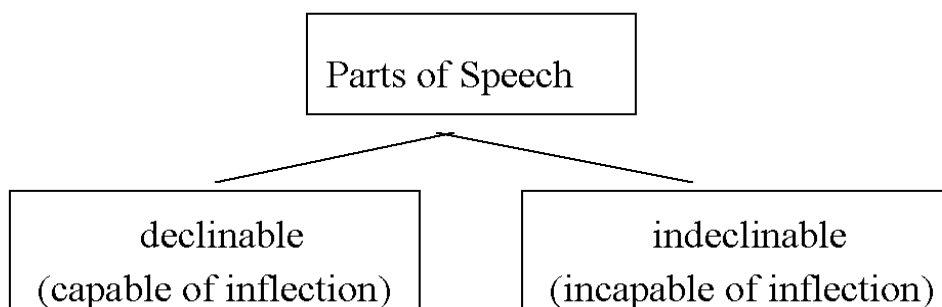 Parts of Speech
declinable
(capable of inflection)
indeclinable
(incapable of inflection)